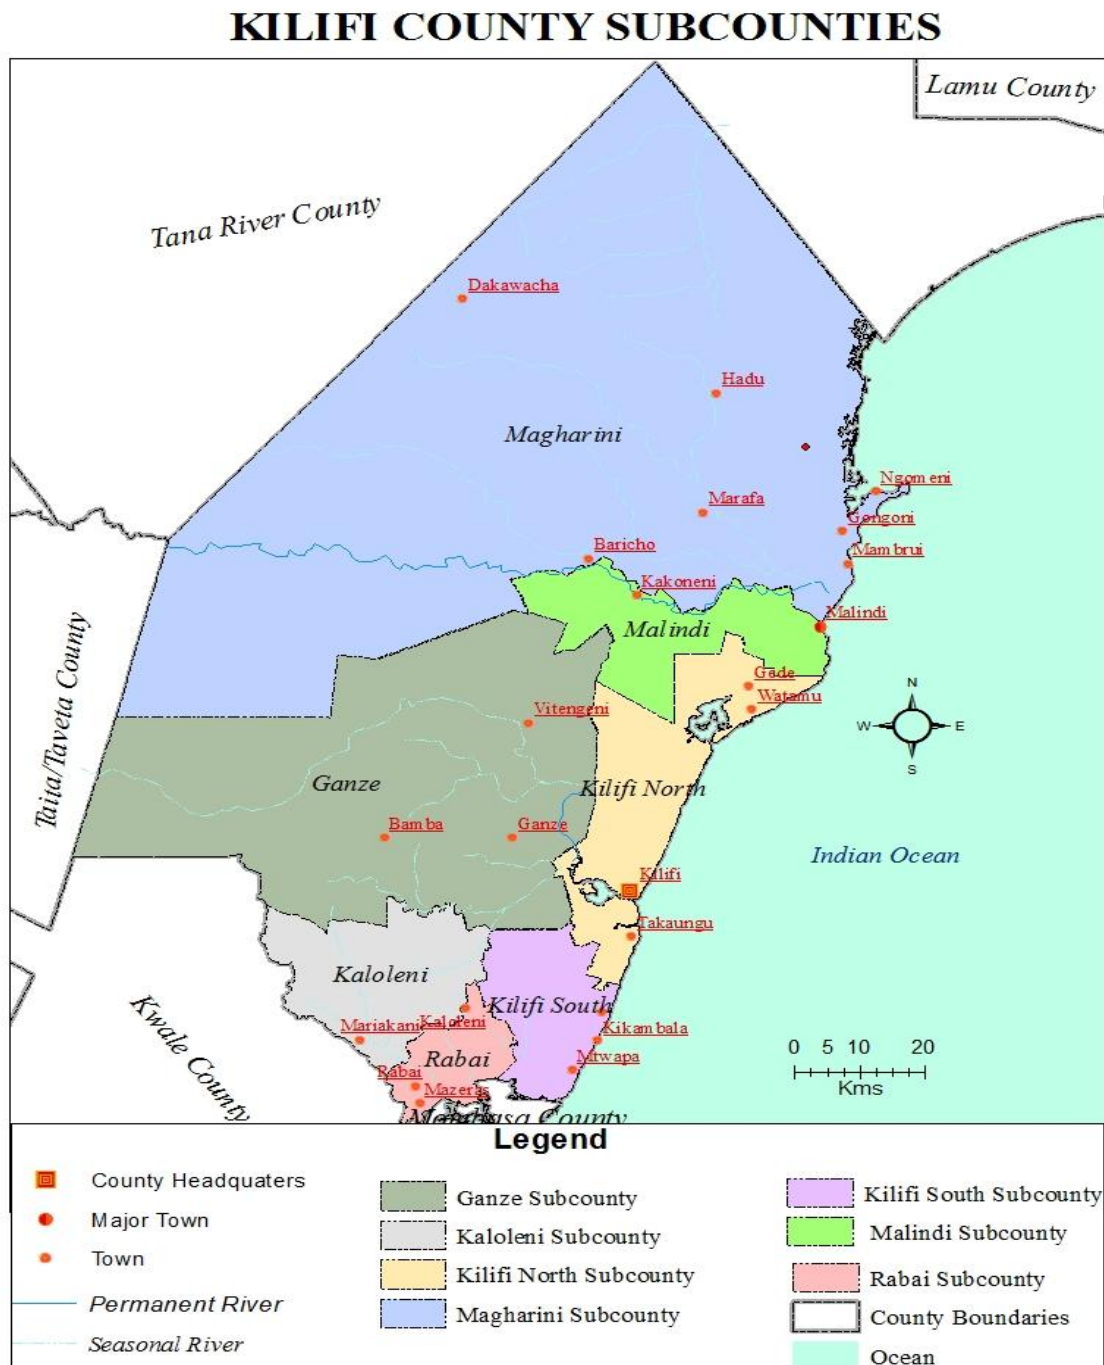 KILIFI COUNTY SUBCOUNTIES
Lamu County
Tana River County
Dakawacha
Hadu
Magharini
Ngomeni
Marafa
Gongoni
Baricho
Mambrui
Kakoneni
Malindi
Malindi
Taita/Taveta County
Gede
Watamu
Vitengeni
N
W
E
S
Ganze
Kilifi North
Bamba
Ganze
Indian Ocean
Kilifi
Takaungu
Kaloleni
Kwale County
Kilifi South
Mariakani
Kaloleni
Kikambala
0 5 10 20
Kms
Rabai
Mtwapa
Rabai
Mazeras
Mombasa County
Legend
County Headquaters
Major Town
Town
Permanent River
Seasonal River
Ganze Subcounty
Kaloleni Subcounty
Kilifi North Subcounty
Magharini Subcounty
Kilifi South Subcounty
Malindi Subcounty
Rabai Subcounty
County Boundaries
Ocean